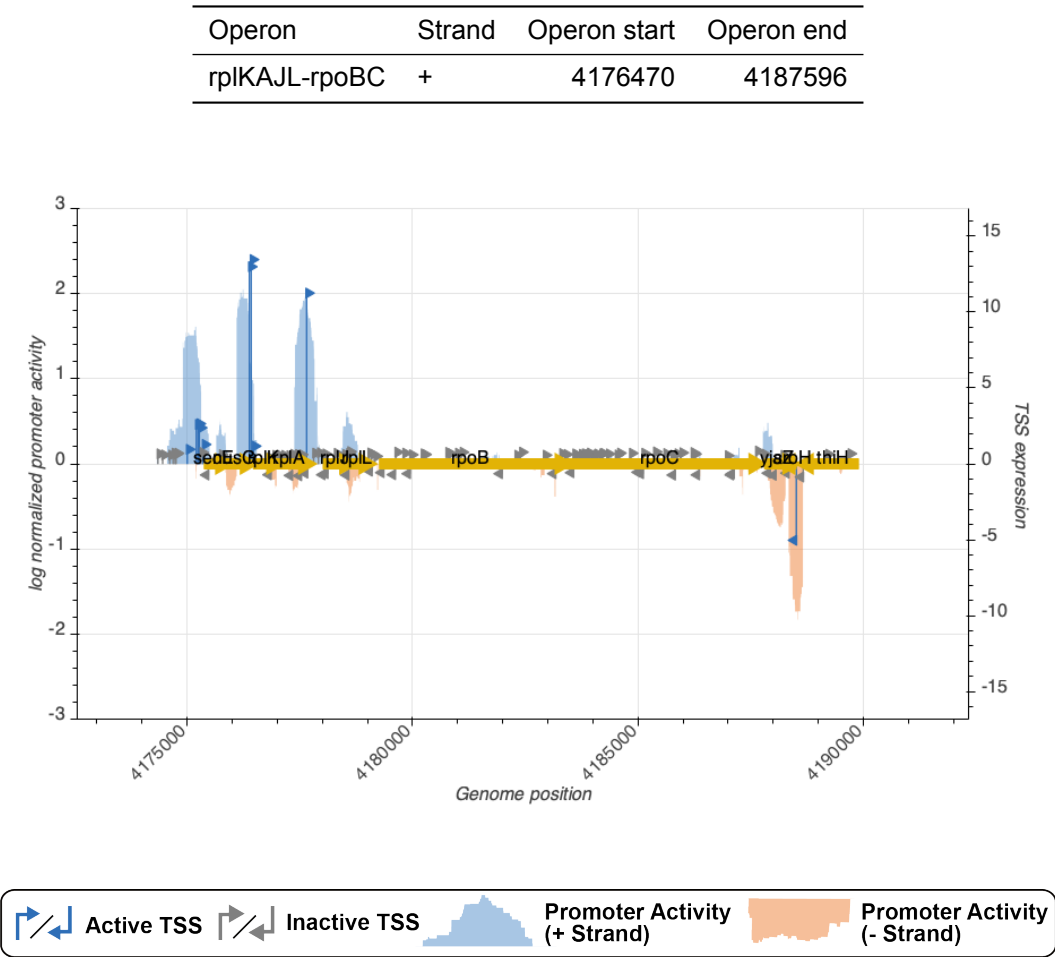 Operon Strand Operon start Operon end
rplKAJL-rpoBC + 4176470 4187596
log normalized promoter activity
3
2
1
0
-1
-2
-3
15
10
5
0
-5
-10
-15
TSS expression
rpoB
rpoC
thiH
4175000 4180000 4185000 4190000
Genome position
Active TSS
Inactive TSS
Promoter Activity
(+ Strand)
Promoter Activity
(- Strand)